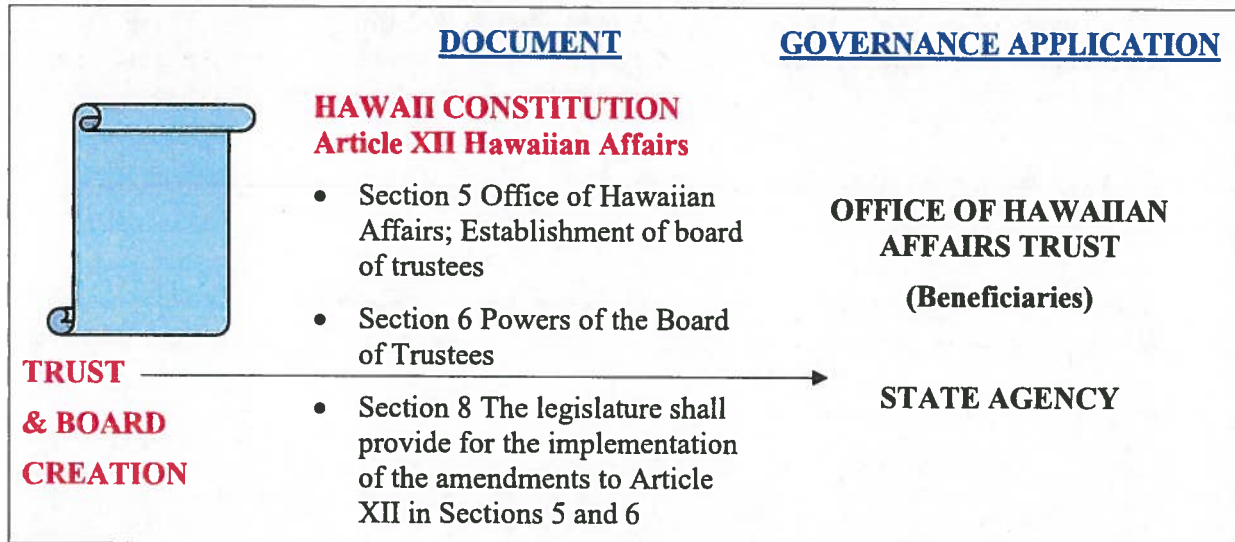 DOCUMENT
GOVERNANCE APPLICATION
HAWAII CONSTITUTION
Article XII Hawaiian Affairs
• Section 5 Office of Hawaiian
Affairs; Establishment of board
of trustees
• Section 6 Powers of the Board
of Trustees
• Section 8 The legislature shall
provide for the implementation
of the amendments to Article
XII in Sections 5 and 6
TRUST
& BOARD
CREATION
OFFICE OF HAWAIIAN
AFFAIRS TRUST
(Beneficiaries)
STATE AGENCY